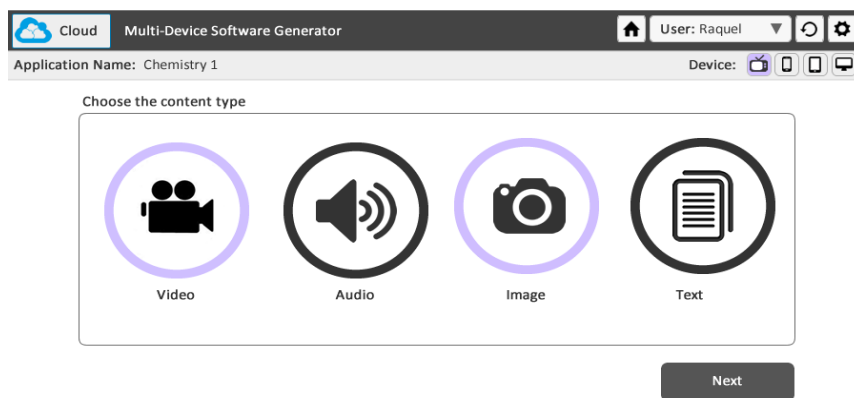 Cloud Multi-Device Software Generator User: Raquel
Application Name: Chemistry 1 Device:
Choose the content type
Video Audio Image Text
Next